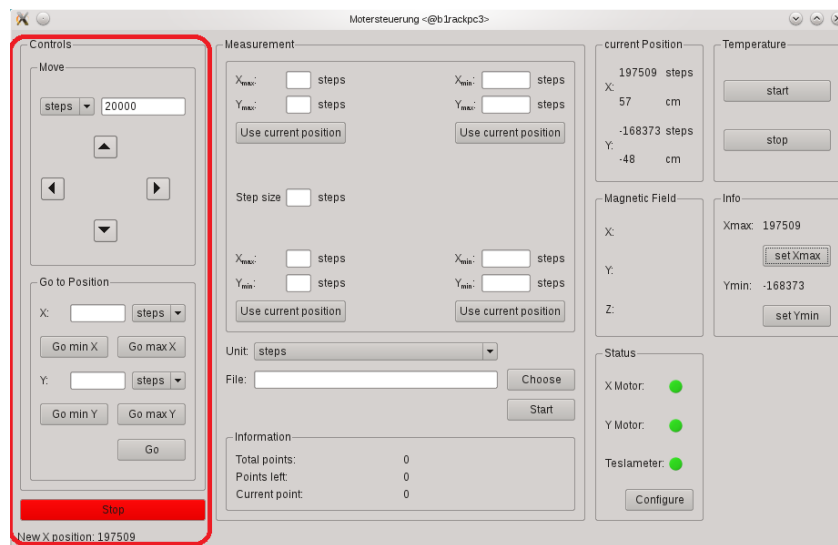 Motersteuerung <@b1rackpc3>
Controls
Move
steps 20000
Go to Position
X: steps
Go min X Go max X
Y: steps
Go min Y Go max Y
Go
Stop
New X position: 197509
Measurement
Xmax: steps Xmin: steps
Ymax: steps Ymax: steps
Use current position Use current position
Step size steps
Xmax: steps Xmin: steps
Ymin: steps Ymin: steps
Use current position Use current position
Unit: steps
File: Choose
Start
Information
Total points: 0
Points left: 0
Current point: 0
current Position
197509 steps
X:
57 cm
-168373 steps
Y:
-48 cm
Magnetic Field
X:
Y:
Z:
Status
X Motor:
Y Motor:
Teslameter:
Configure
Temperature
start
stop
Info
Xmax: 197509
set Xmax
Ymin: -168373
set Ymin